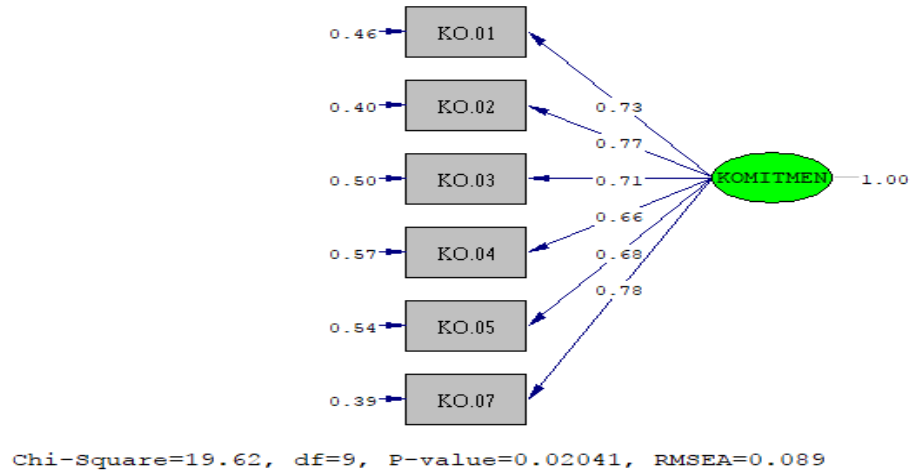 0.46 KO.01
0.40 KO.02 0.73
0.77
0.50 KO.03 0.71 KOMITMEN 1.00
0.66
0.57 KO.04 0.68
0.78
0.54 KO.05
0.39 KO.07
Chi-Square=19.62, df=9, P-value=0.02041, RMSEA=0.089